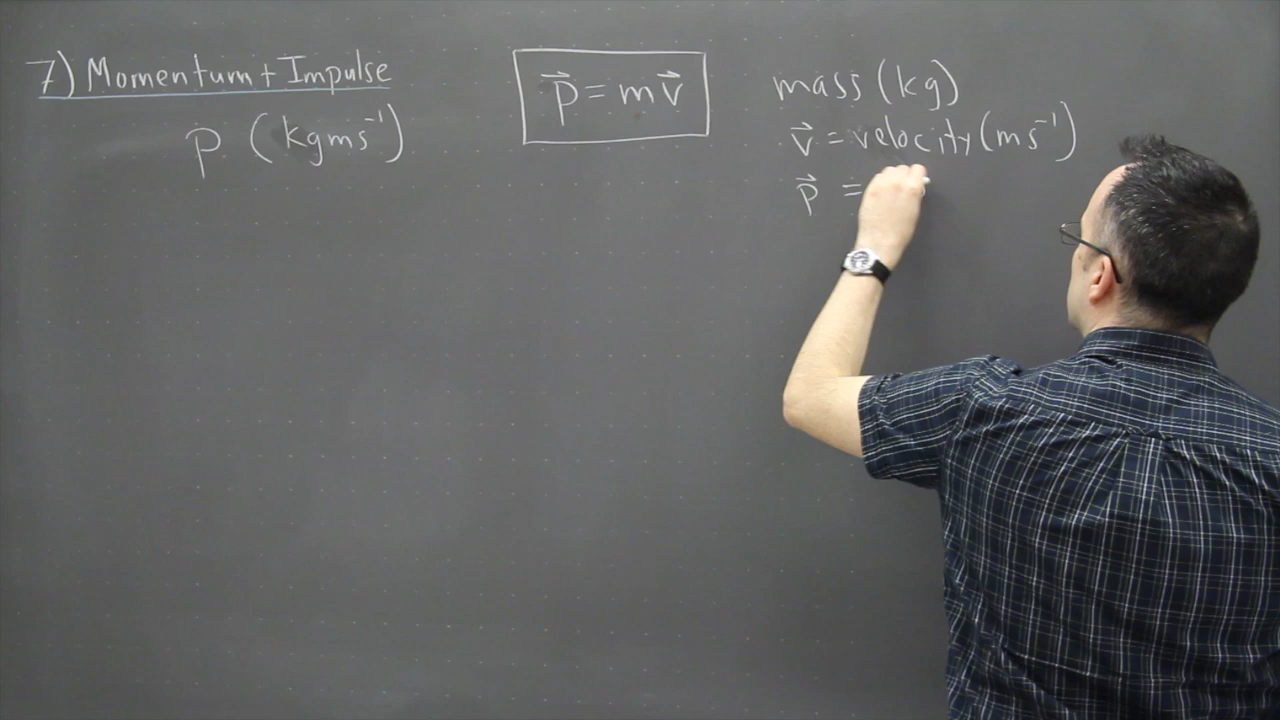 7) Momentum + Impulse
p (kgms⁻¹)
p⃗ = mv⃗
mass (kg)
v⃗ = velocity (ms⁻¹)
p⃗ =